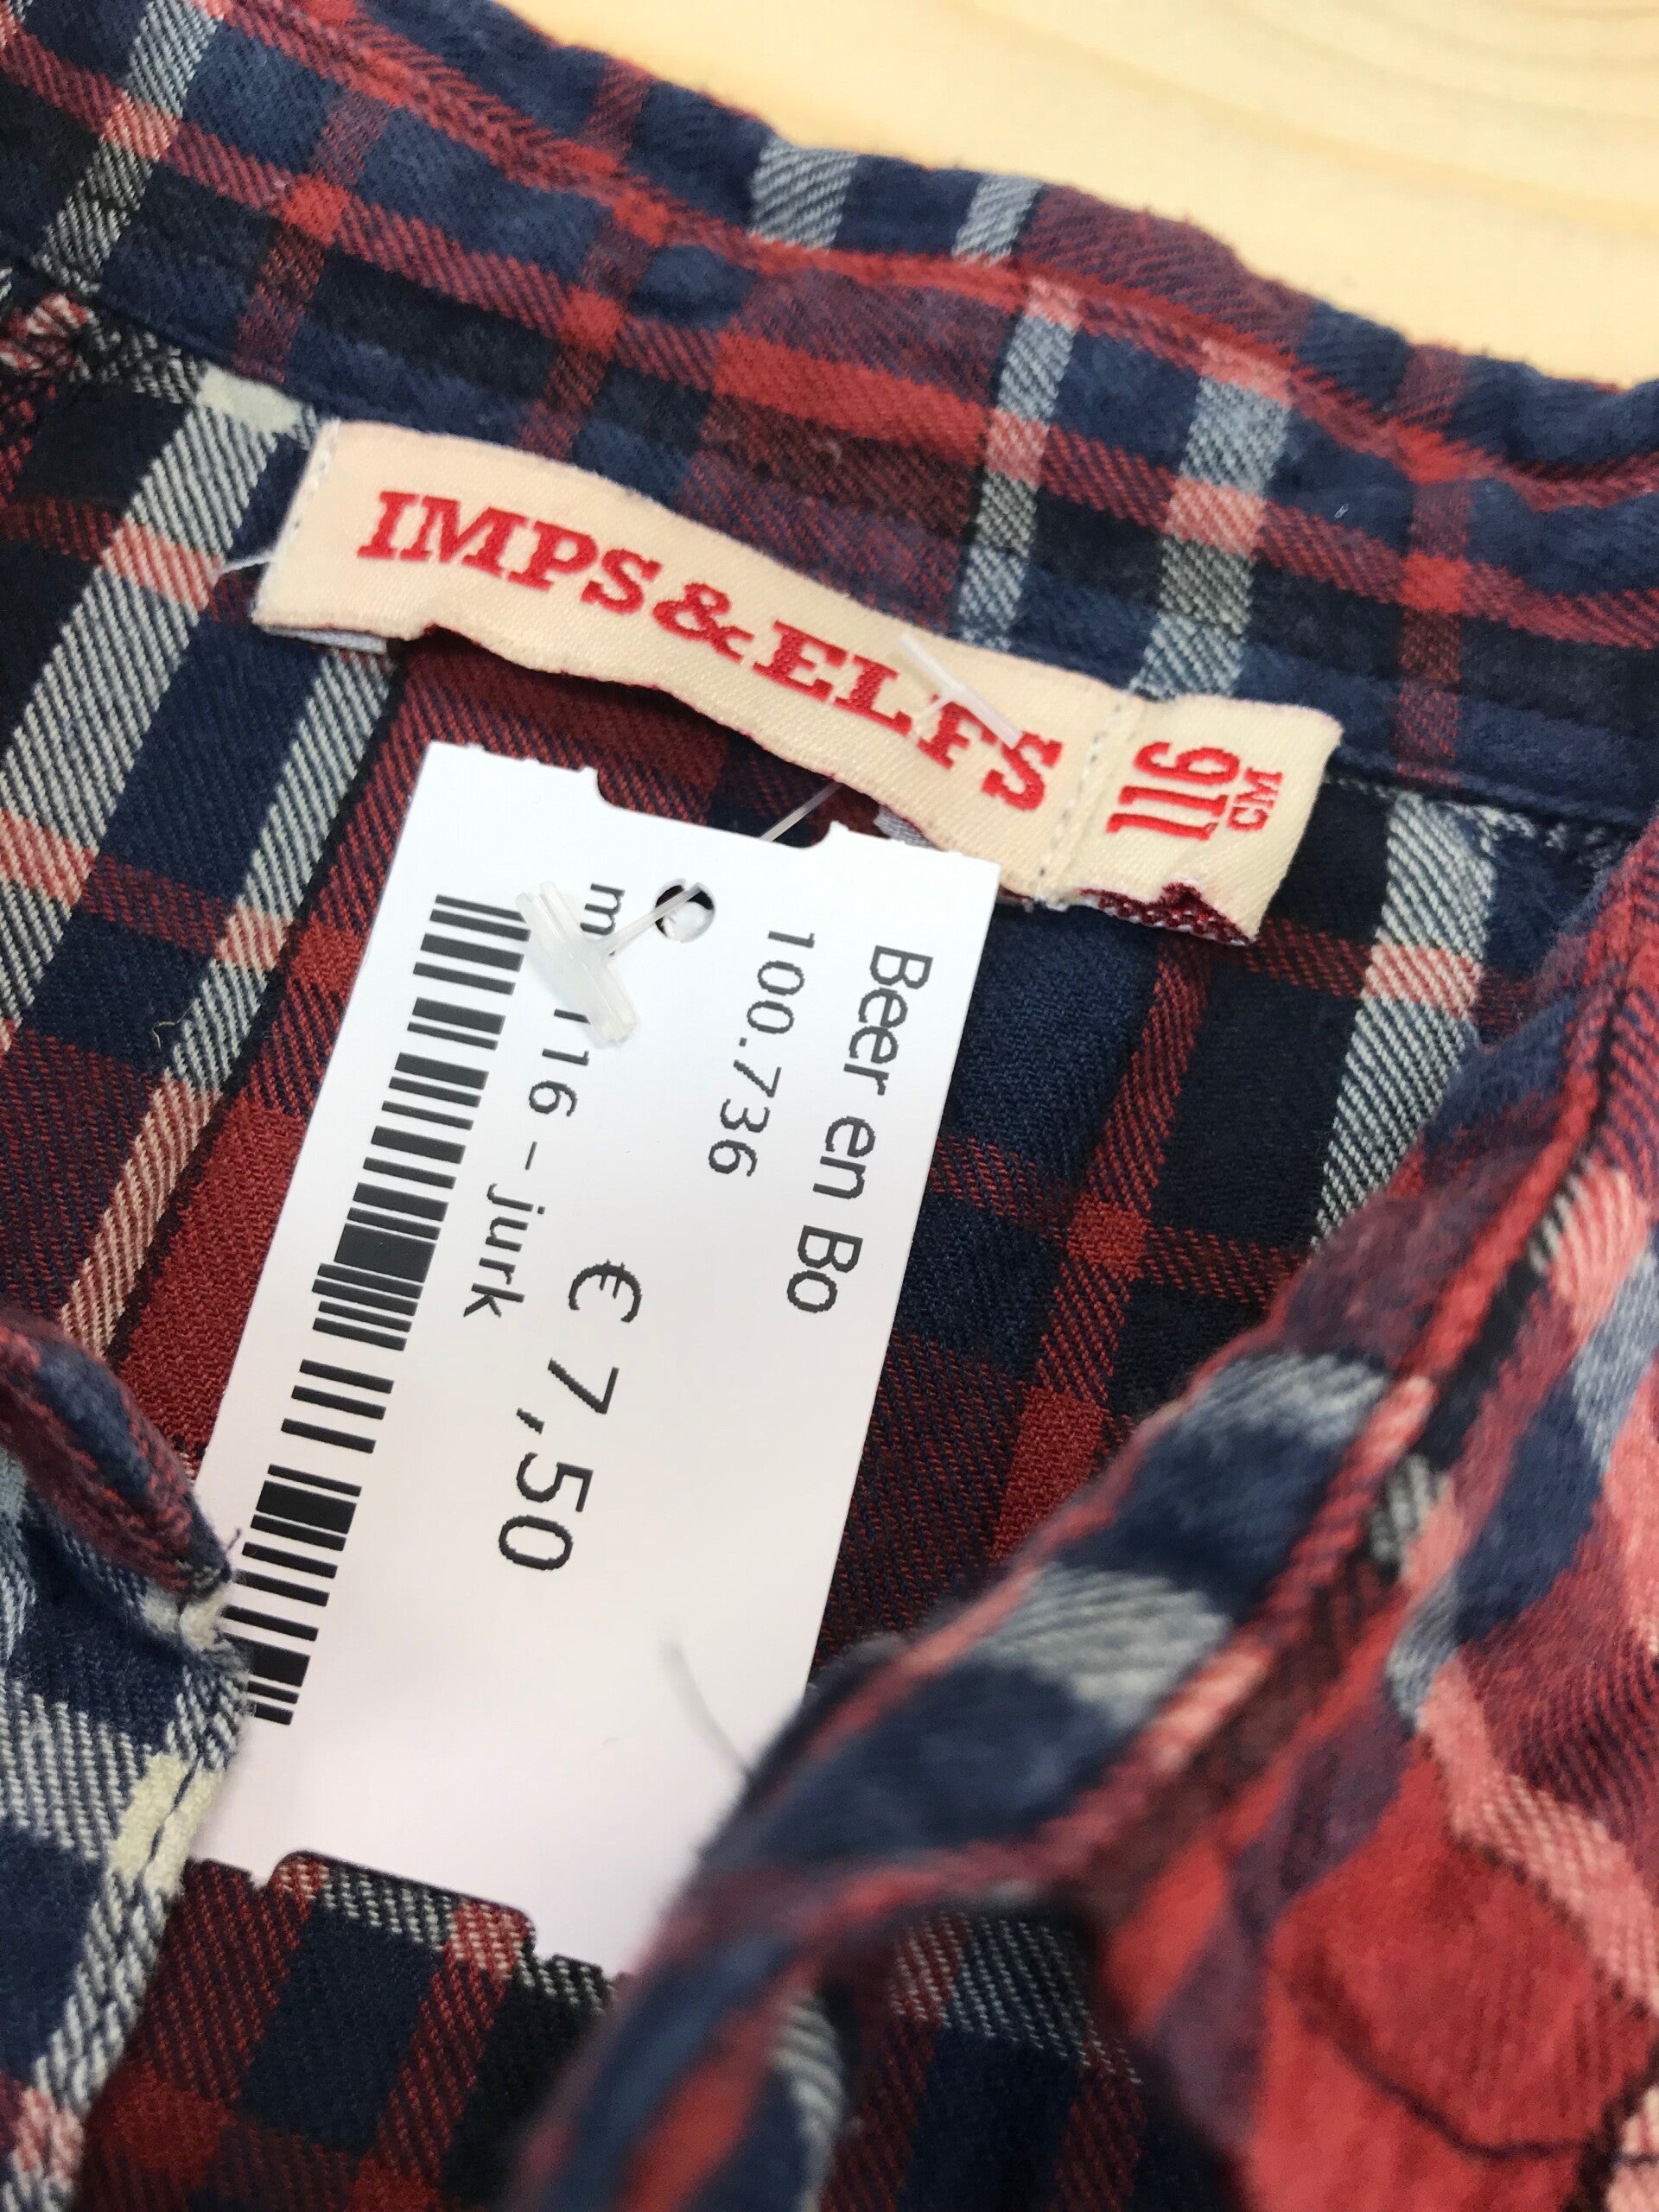 IMPS&ELFS
116
CM
Beer en Bo
100.736
€ 7,50
116 - jurk